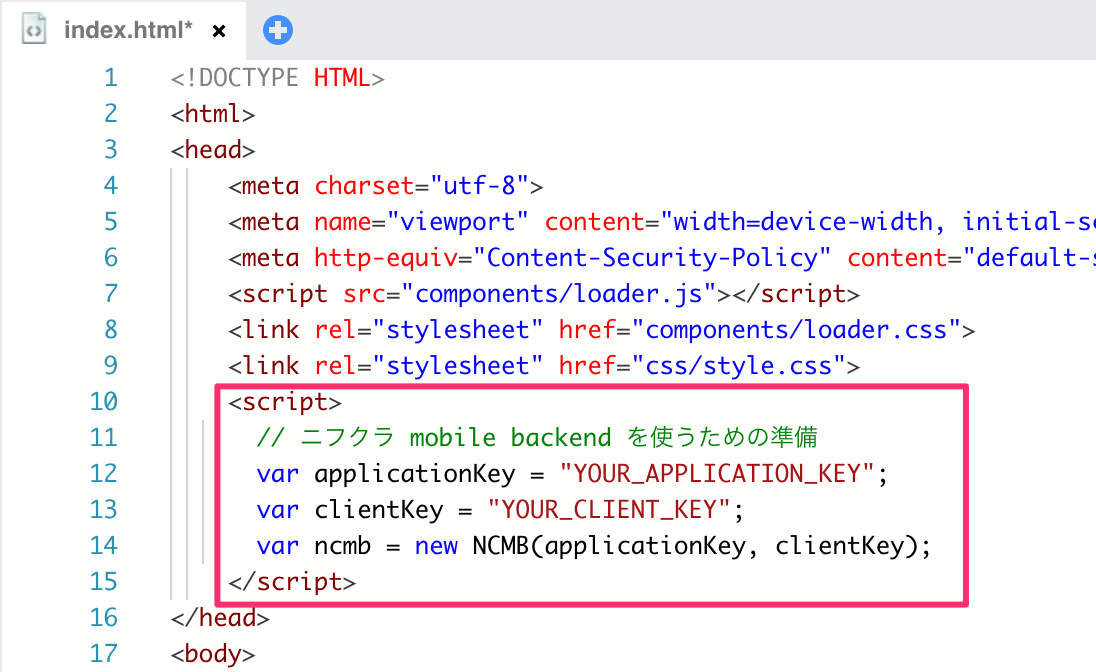 index.html* ×
1 <!DOCTYPE HTML>
2 <html>
3 <head>
4 <meta charset="utf-8">
5 <meta name="viewport" content="width=device-width,
6 <meta http-equiv="Content-Security-Policy" content="
7 <script src="components/loader.js"></script>
8 <link rel="stylesheet" href="components/loader.css">
9 <link rel="stylesheet" href="css/style.css">
10 <script>
11 // ニフクラ mobile backend を使うための準備
12 var applicationKey = "YOUR_APPLICATION_KEY";
13 var clientKey = "YOUR_CLIENT_KEY";
14 var ncmb = new NCMB(applicationKey, clientKey);
15 </script>
16 </head>
17 <body>